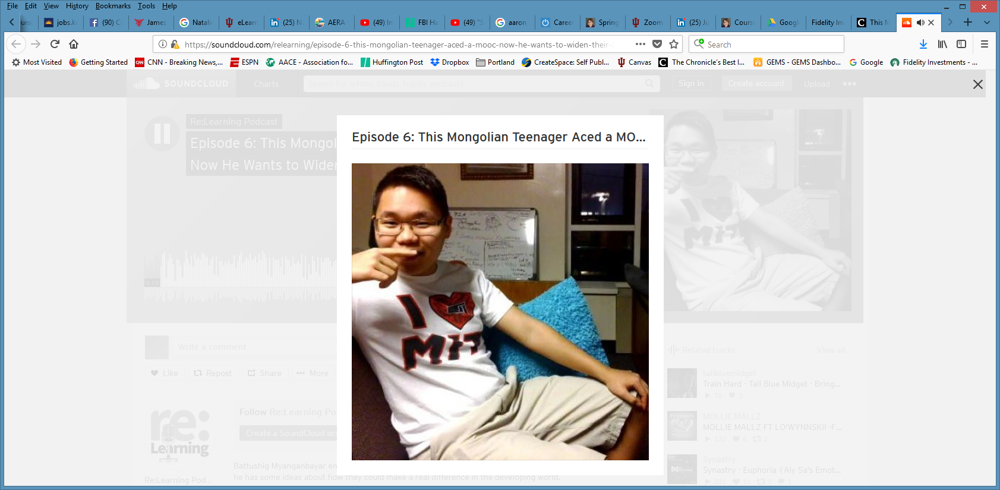 File Edit View History Bookmarks Tools Help
jobs.k
(90) C
James
Natali
eLearn
(25) N
AERA
(49) In
FBI Ha
(49) "S
aaron
Career
Spring
Zoom
(25) Ju
Course
Googl
Fidelity Inv
This M
https://soundcloud.com/relearning/episode-6-this-mongolian-teenager-aced-a-mooc-now-he-wants-to-widen-their-
Search
Most Visited Getting Started CNN - Breaking News,... ESPN AACE - Association fo... Huffington Post Dropbox Portland CreateSpace: Self Publ... Canvas The Chronicle's Best I... GEMS - GEMS Dashbo... Google Fidelity Investments - ...
SOUNDCLOUD Charts Search for artists, bands, tracks, podcasts Sign in Create account Upload
Re:Learning Podcast
Episode 6: This Mongol
Now He Wants to Wider
0:19
Episode 6: This Mongolian Teenager Aced a MO...
I
MIT
Write a comment
Like Repost Share More
re:
Learning
Re:Learning Pod...
Follow Re:Learning Po
Create a SoundCloud acc
Battushig Myanganbayar en
he has some ideas about how they could make a real difference in the developing world.
Related tracks View all
tallbluemidget
Train Hard - Tall Blue Midget - Bring...
76 5
MOLLIE MALLZ
MOLLIE MALLZ FT LO'WYNNSKII -F...
130 6 2
Synastry
Synastry - Euphoria (Aly Sa's Emot...
231 11 3 1